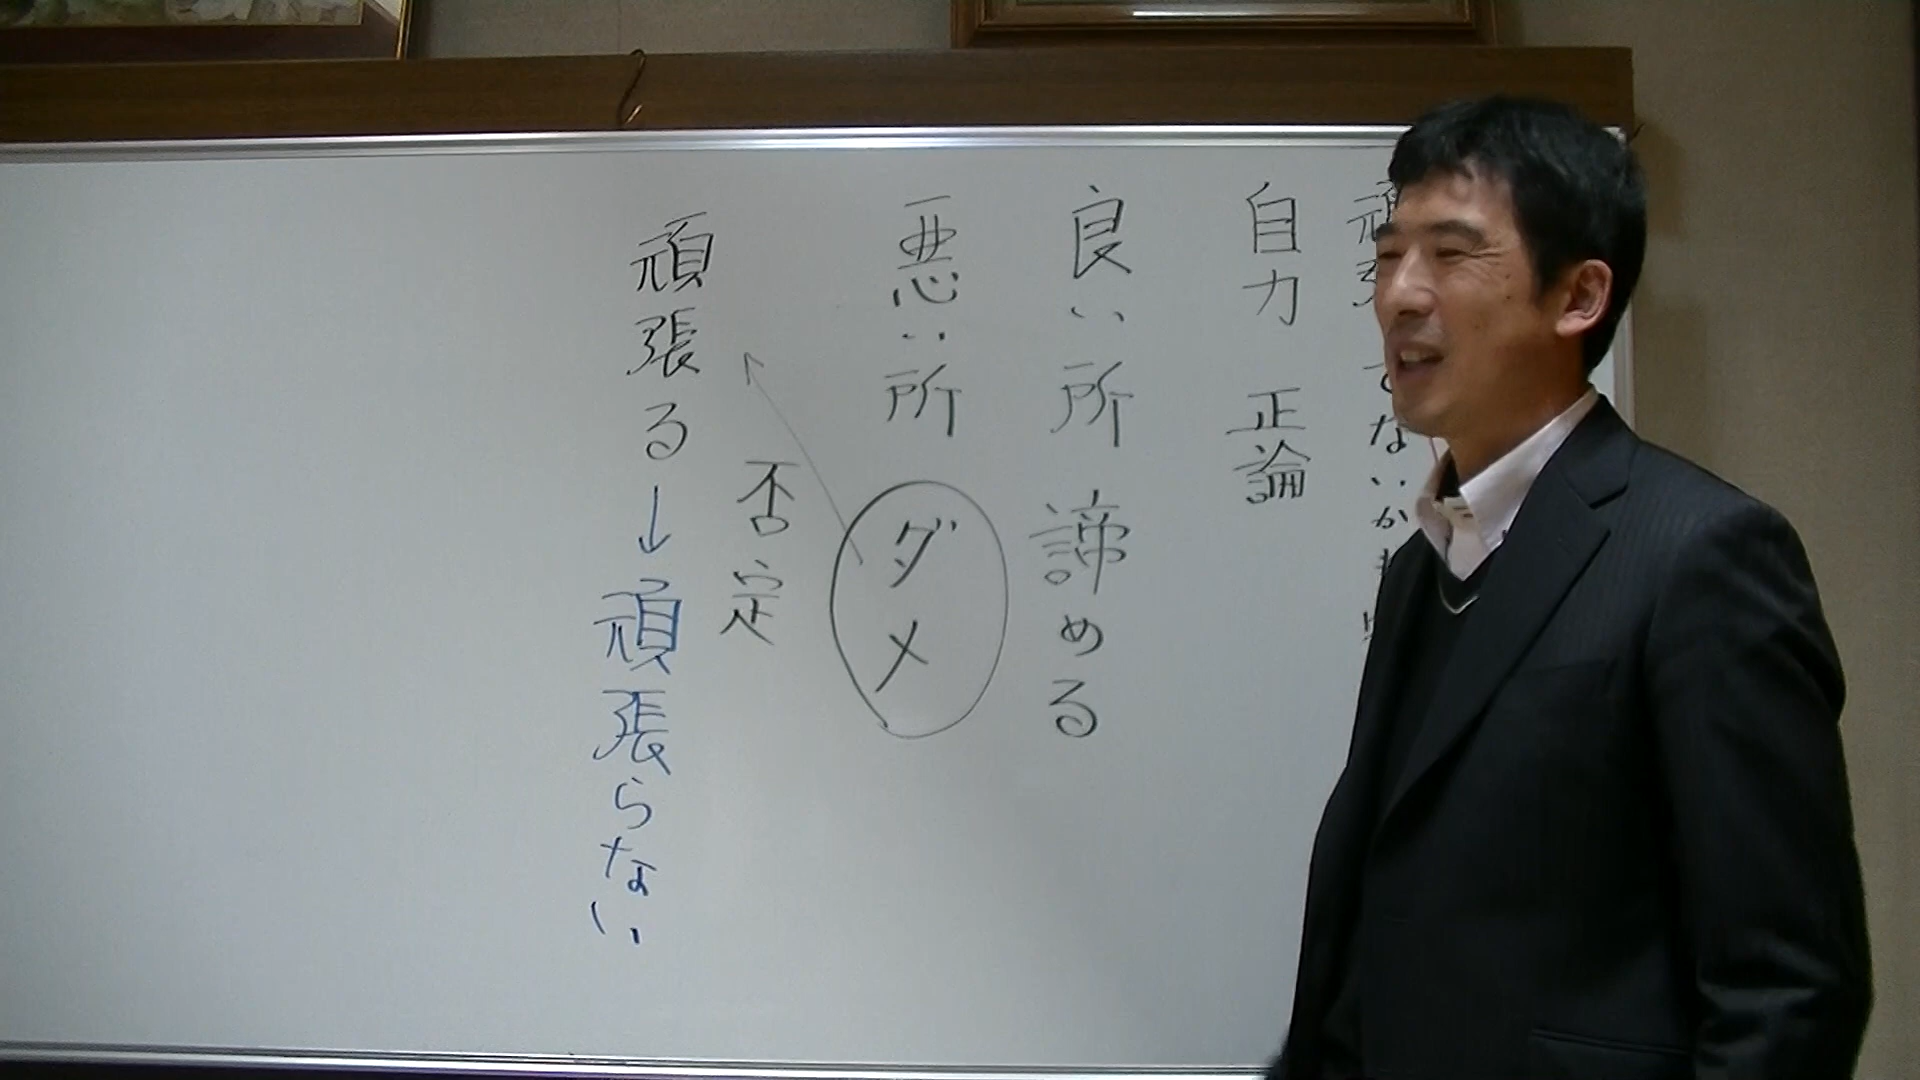 自力 正論
良い所 諦める
悪い所 ダメ
否定
頑張る→頑張らない